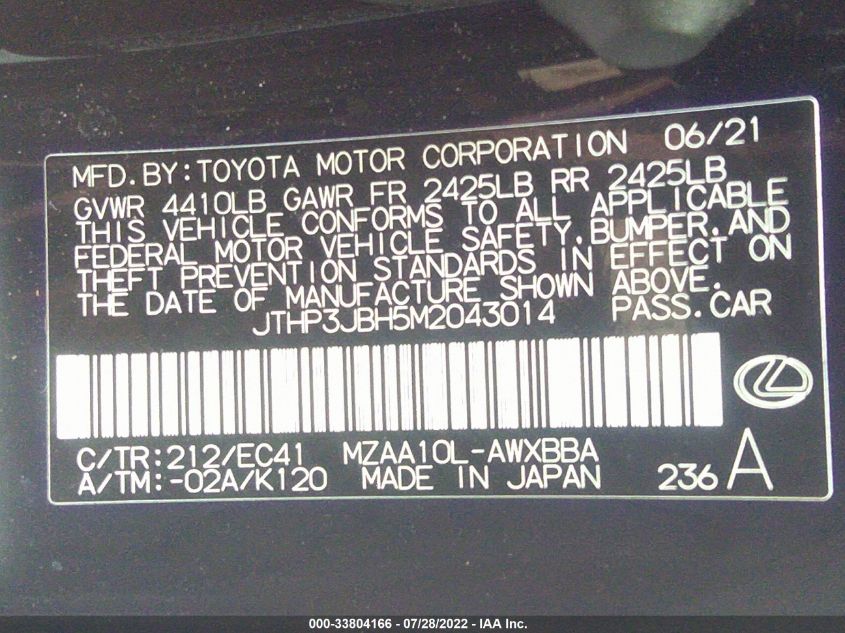 MFD.BY:TOYOTA MOTOR CORPORATION 06/21
GVWR 4410LB GAWR FR 2425LB RR 2425LB
THIS VEHICLE CONFORMS TO ALL APPLICABLE
FEDERAL MOTOR VEHICLE SAFETY,BUMPER,AND
THEFT PREVENTION STANDARDS IN EFFECT ON
THE DATE OF MANUFACTURE SHOWN ABOVE.
JTHP3JBH5M2043014 PASS.CAR
C/TR:212/EC41 MZAA10L-AWXBBA
A/TM:-02A/K120 MADE IN JAPAN 236 A
000-33804166 - 07/28/2022 - IAA Inc.